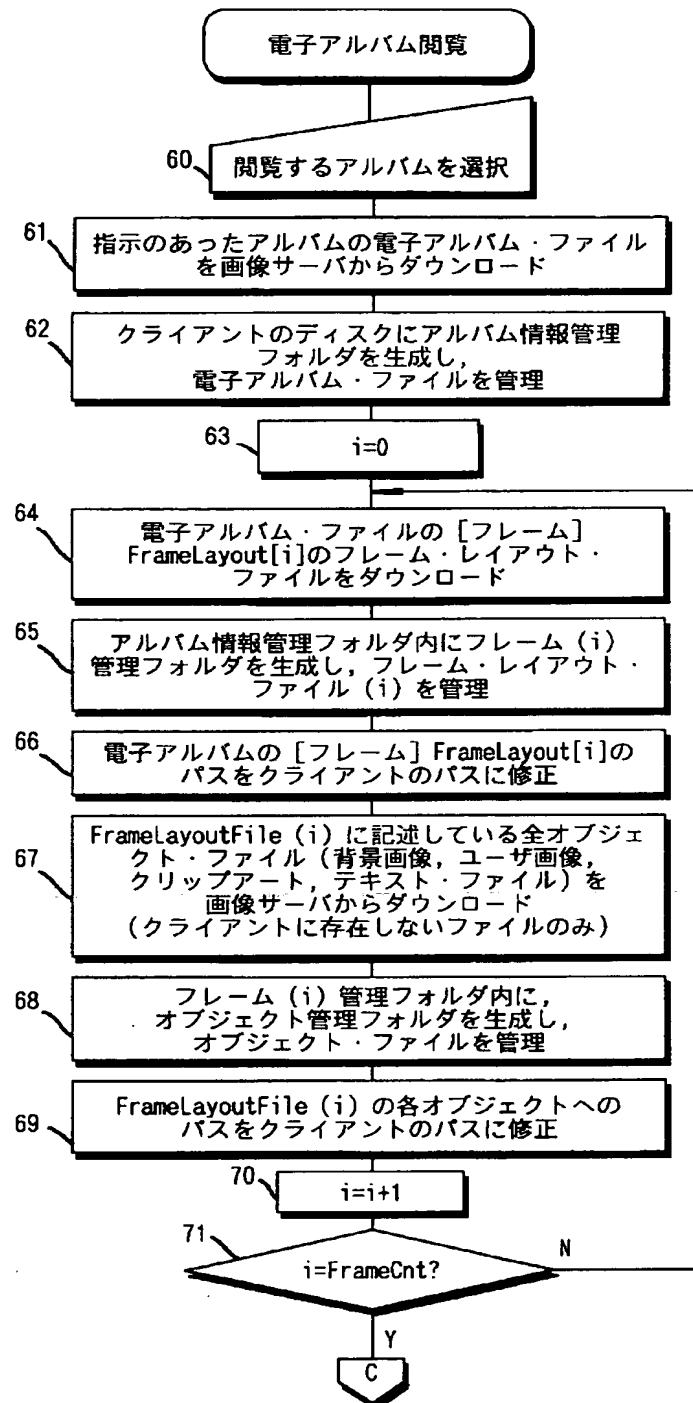 電子アルバム閲覧
60
閲覧するアルバムを選択
61
指示のあったアルバムの電子アルバム・ファイル
を画像サーバからダウンロード
62
クライアントのディスクにアルバム情報管理
フォルダを生成し,
電子アルバム・ファイルを管理
63
i=0
64
電子アルバム・ファイルの [フレーム]
FrameLayout[i]のフレーム・レイアウト・
ファイルをダウンロード
65
アルバム情報管理フォルダ内にフレーム (i)
管理フォルダを生成し, フレーム・レイアウト・
ファイル (i) を管理
66
電子アルバムの [フレーム] FrameLayout[i]の
パスをクライアントのパスに修正
67
FrameLayoutFile (i) に記述している全オブジェ
クト・ファイル (背景画像, ユーザ画像,
クリップアート, テキスト・ファイル) を
画像サーバからダウンロード
(クライアントに存在しないファイルのみ)
68
フレーム (i) 管理フォルダ内に,
オブジェクト管理フォルダを生成し,
オブジェクト・ファイルを管理
69
FrameLayoutFile (i) の各オブジェクトへの
パスをクライアントのパスに修正
70
i=i+1
71
i=FrameCnt?
N
Y
C